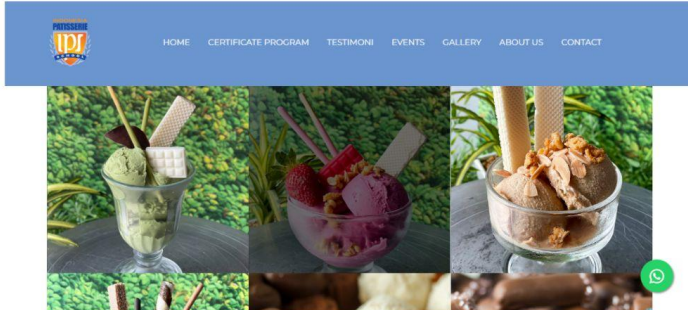 PATISSERIE
IPS
HOME CERTIFICATE PROGRAM TESTIMONI EVENTS GALLERY ABOUT US CONTACT